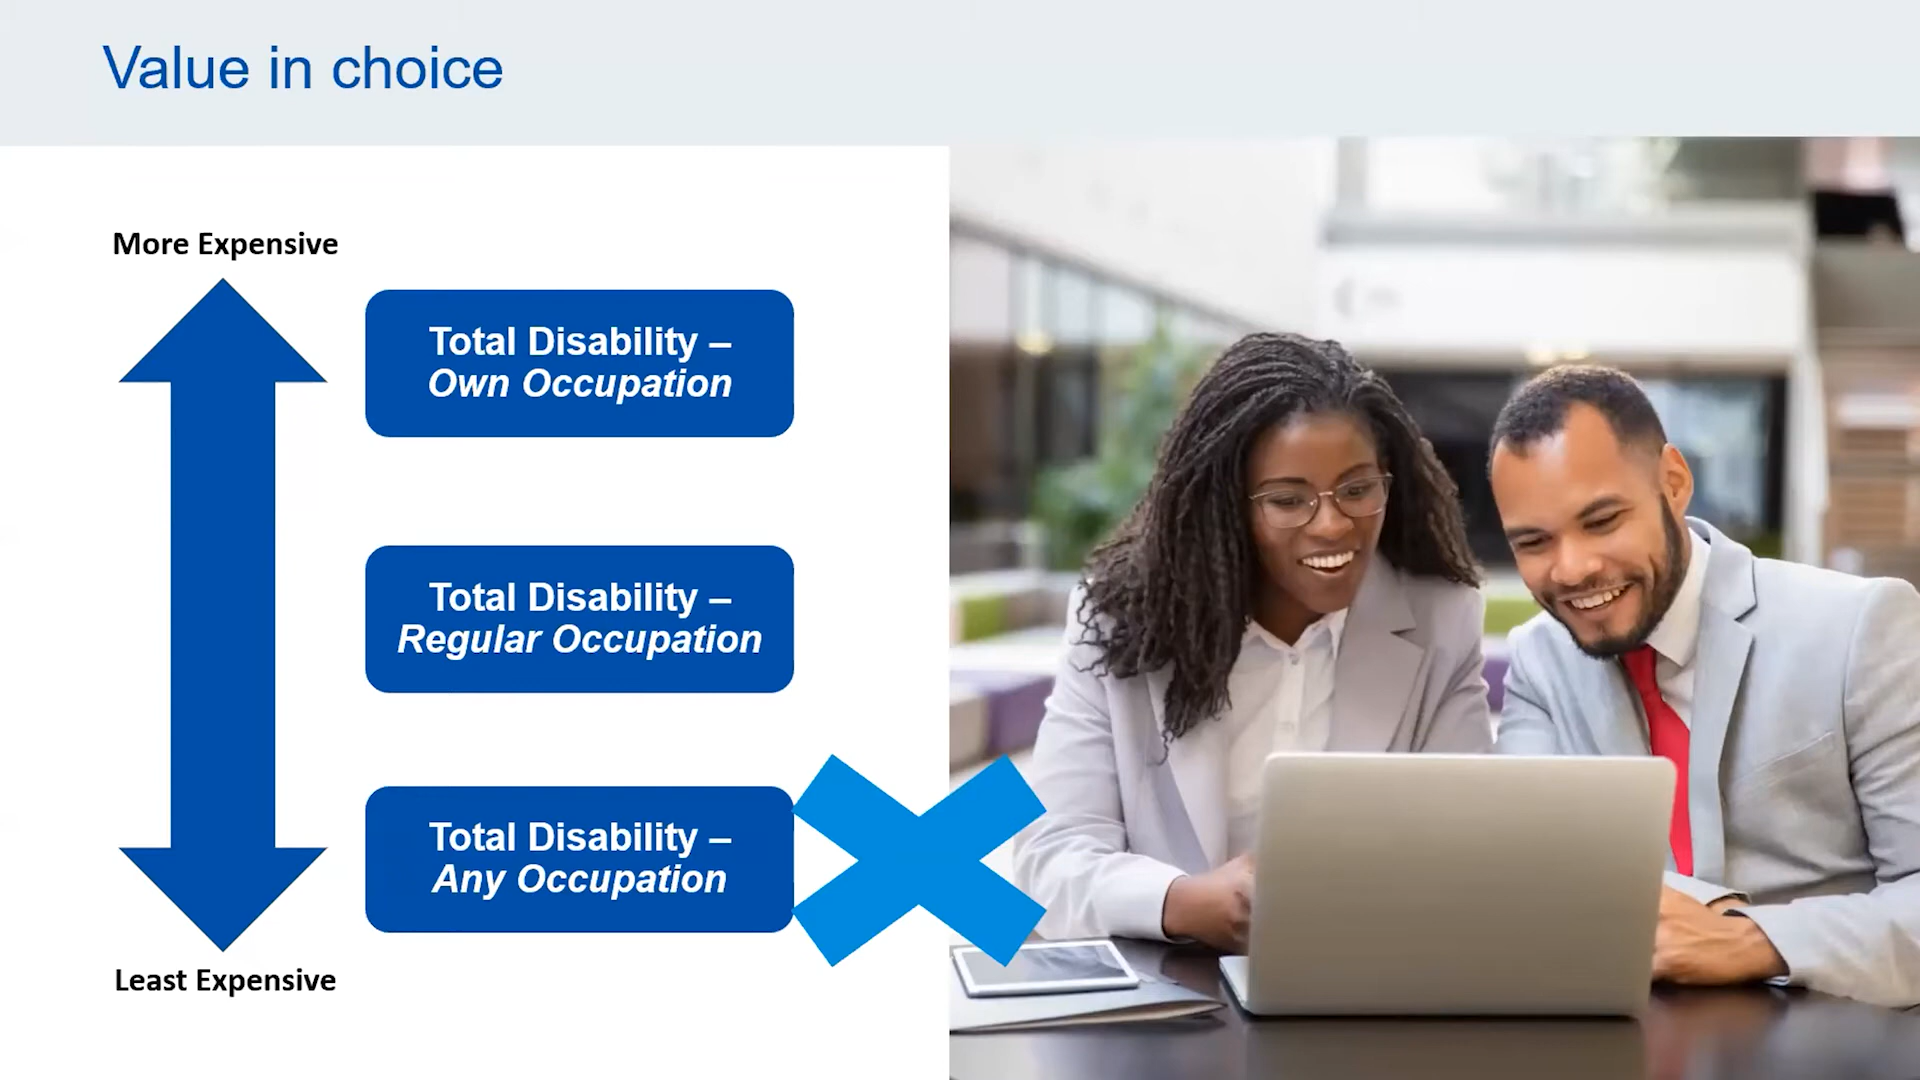 Value in choice
More Expensive
Total Disability –
Own Occupation
Total Disability –
Regular Occupation
Total Disability –
Any Occupation
Least Expensive